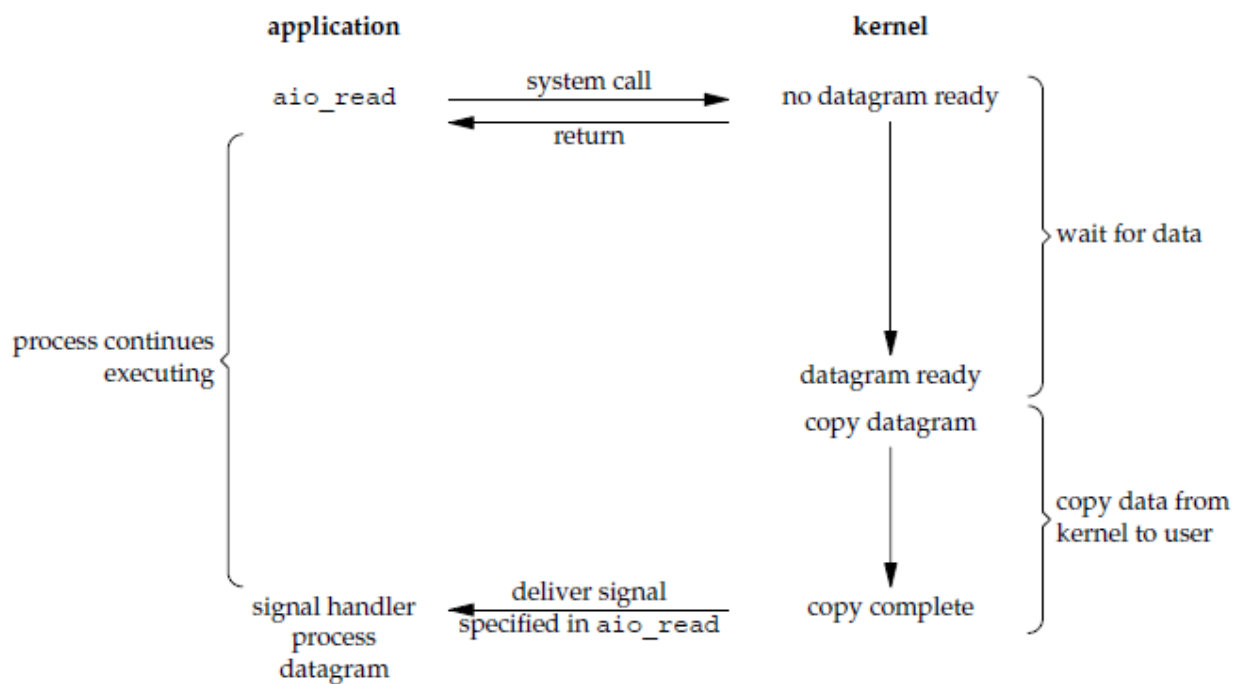 application
kernel
aio_read
system call
no datagram ready
return
wait for data
process continues
executing
datagram ready
copy datagram
copy data from
kernel to user
signal handler
process
datagram
deliver signal
specified in aio_read
copy complete